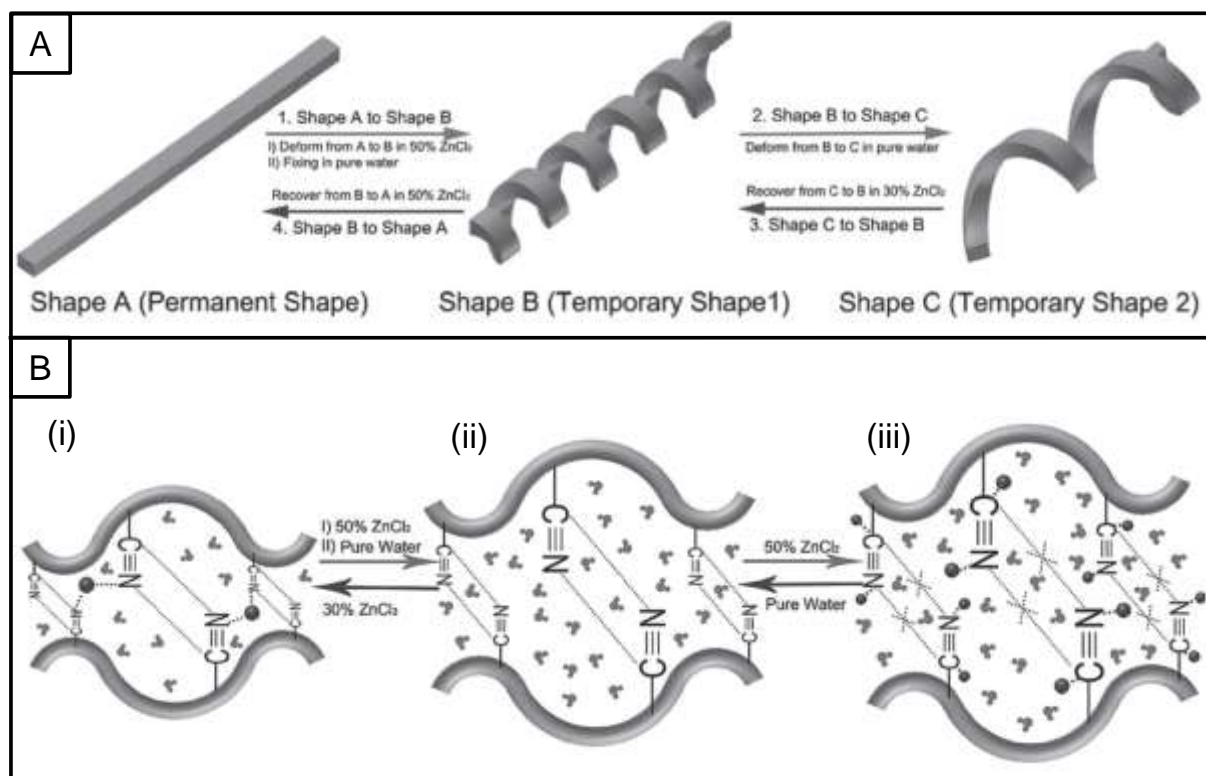 A
1. Shape A to Shape B
I) Deform from A to B in 50% ZnCl₂
II) Fixing in pure water
Recover from B to A in 50% ZnCl₂
4. Shape B to Shape A
2. Shape B to Shape C
Deform from B to C in pure water
Recover from C to B in 30% ZnCl₂
3. Shape C to Shape B
Shape A (Permanent Shape)
Shape B (Temporary Shape1)
Shape C (Temporary Shape 2)
B
(i)
(ii)
(iii)
C≡N
C≡N
C≡N
N≡C
N≡C
N≡C
I) 50% ZnCl₂
II) Pure Water
30% ZnCl₂
C≡N
C≡N
C≡N
N≡C
N≡C
N≡C
50% ZnCl₂
Pure Water
C≡N
C≡N
C≡N
N≡C
N≡C
N≡C